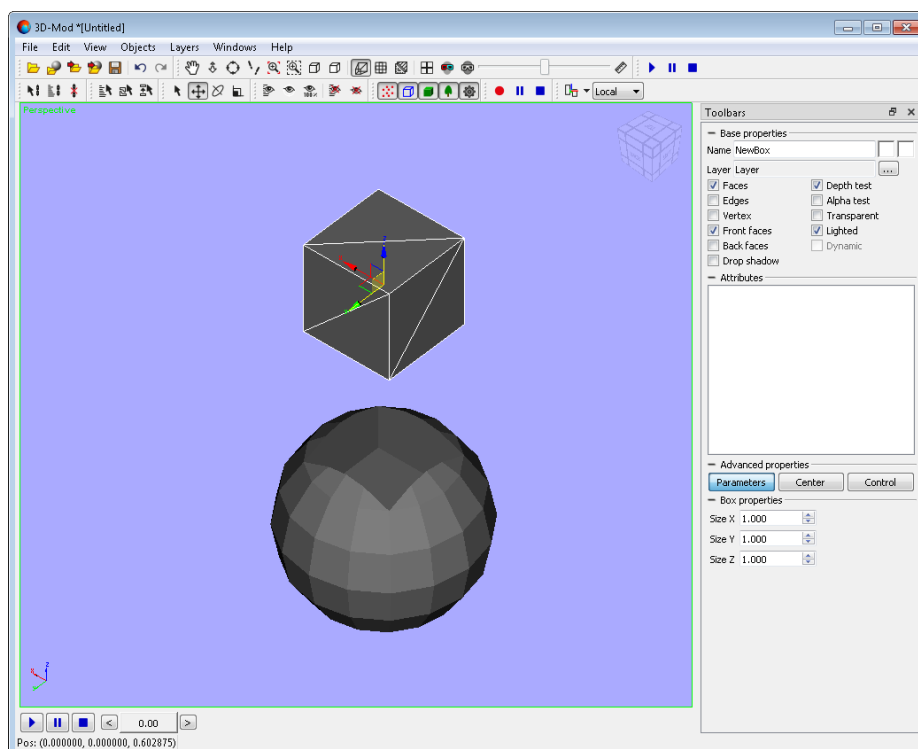 3D-Mod *[Untitled]
File Edit View Objects Layers Windows Help
Local
Perspective
Toolbars
Base properties
Name NewBox
Layer Layer ...
Faces Depth test
Edges Alpha test
Vertex Transparent
Front faces Lighted
Back faces Dynamic
Drop shadow
Attributes
Advanced properties
Parameters Center Control
Box properties
Size X 1.000
Size Y 1.000
Size Z 1.000
z
x z
< 0.00 >
Pos: (0.000000, 0.000000, 0.602875)